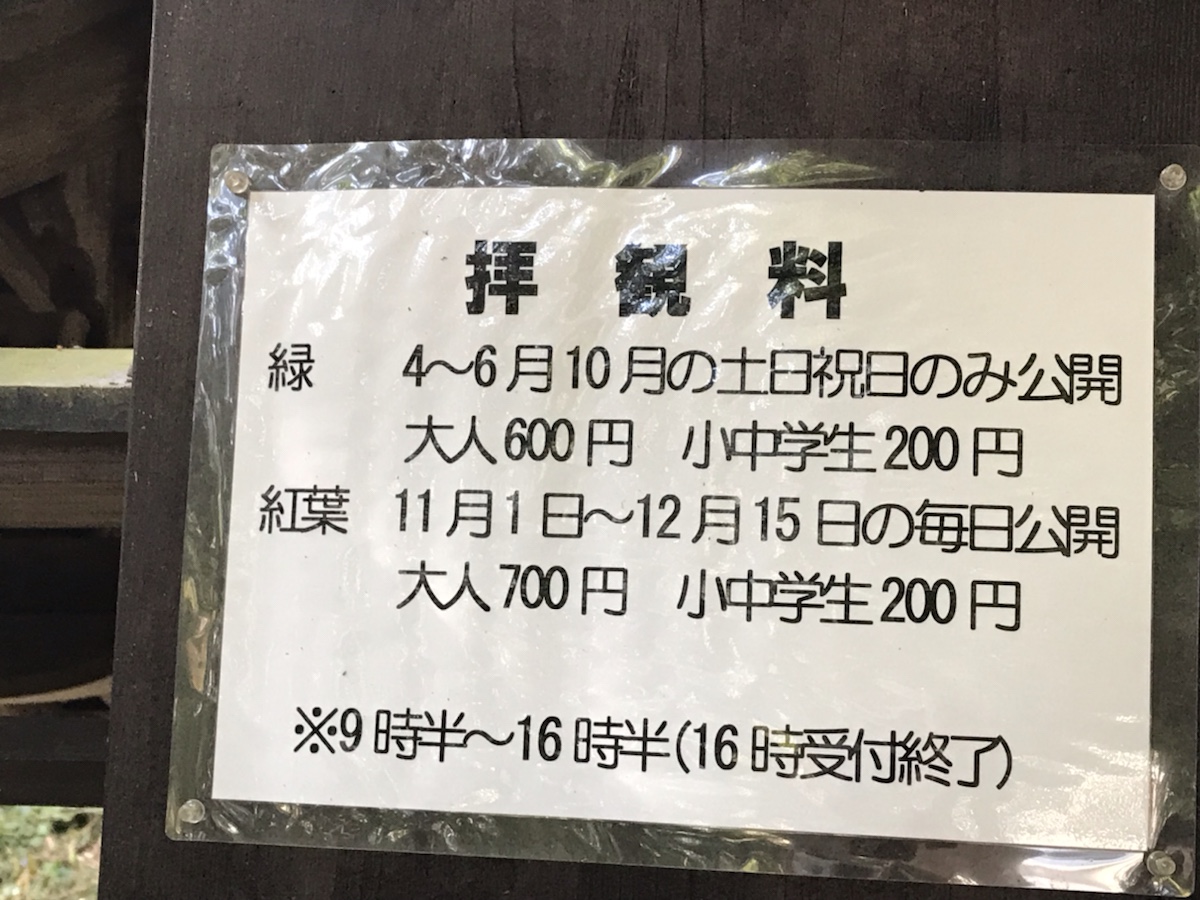 拝観料
緑 4～6月10月の土日祝日のみ公開
大人600円 小中学生200円
紅葉 11月1日～12月15日の毎日公開
大人700円 小中学生200円
※9時半～16時半(16時受付終了)